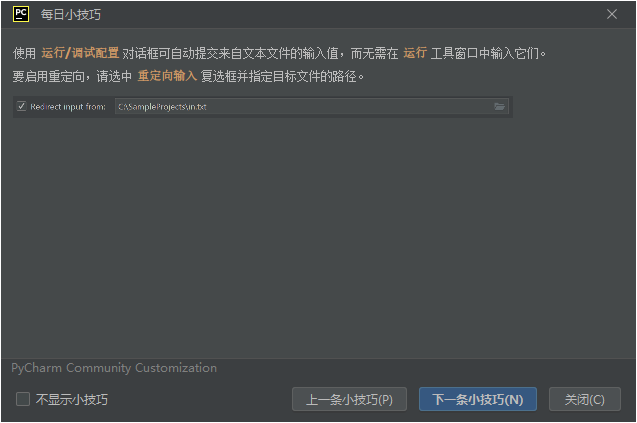 PC 每日小技巧
使用 运行/调试配置 对话框可自动提交来自文本文件的输入值，而无需在 运行 工具窗口中输入它们。
要启用重定向，请选中 重定向输入 复选框并指定目标文件的路径。
Redirect input from: C:\SampleProjects\in.txt
PyCharm Community Customization
不显示小技巧 上一条小技巧(P) 下一条小技巧(N) 关闭(C)